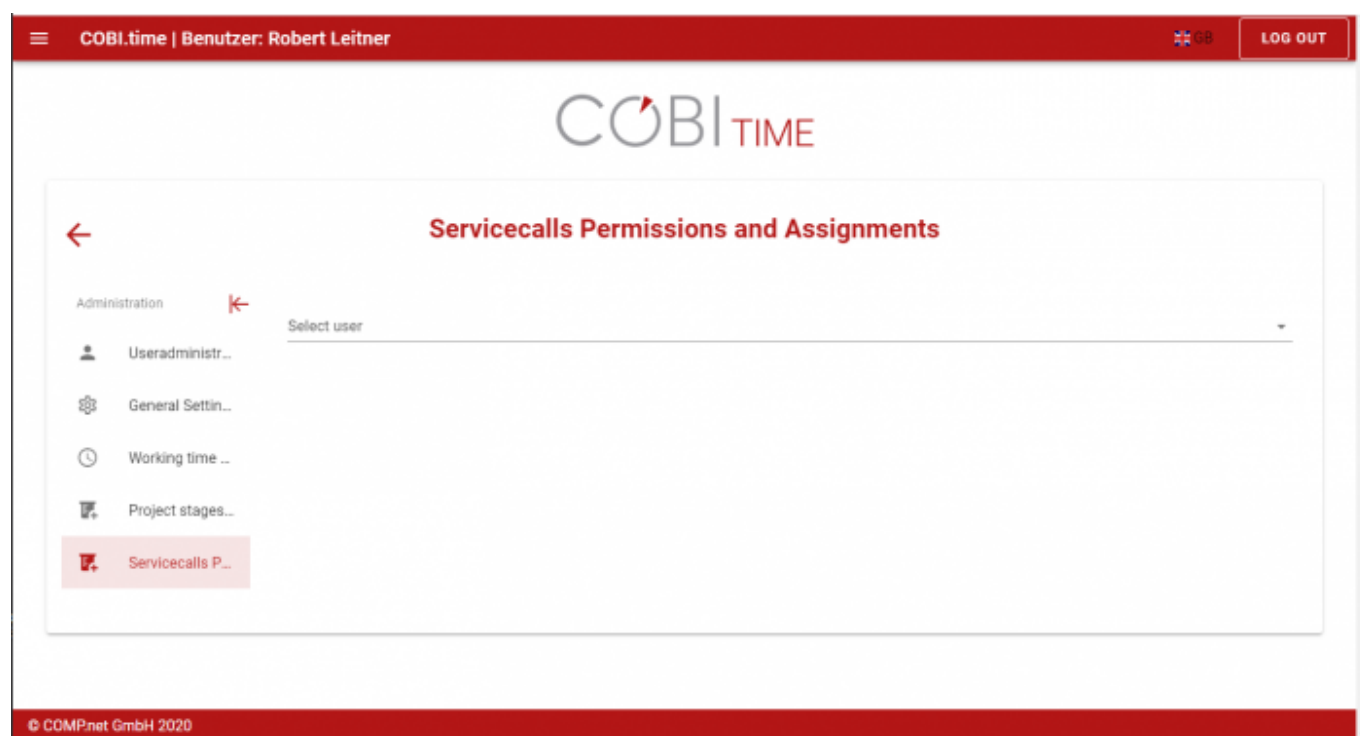 COBI.time | Benutzer: Robert Leitner
GB
LOG OUT
COBI TIME
Servicecalls Permissions and Assignments
Administration
Select user
Useradministr...
General Settin...
Working time ...
Project stages...
Servicecalls P...
© COMP.net GmbH 2020